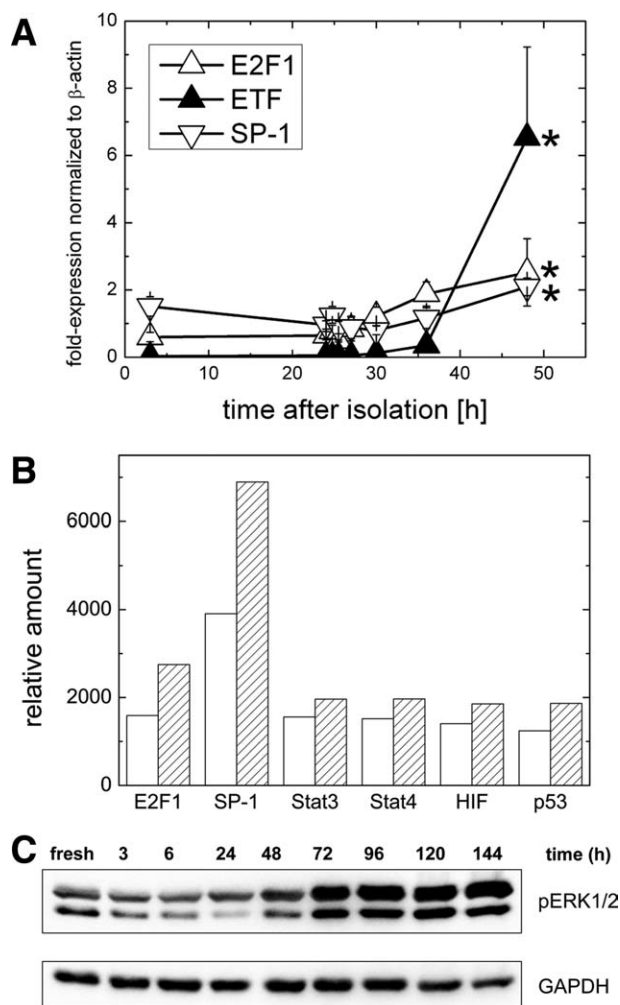 A
fold-expression normalized to β-actin
10
8
6
4
2
0
E2F1
ETF
SP-1
*
*
*
0 10 20 30 40 50
time after isolation [h]
B
relative amount
6000
4000
2000
0
E2F1 SP-1 Stat3 Stat4 HIF p53
C
fresh 3 6 24 48 72 96 120 144 time (h)
pERK1/2
GAPDH